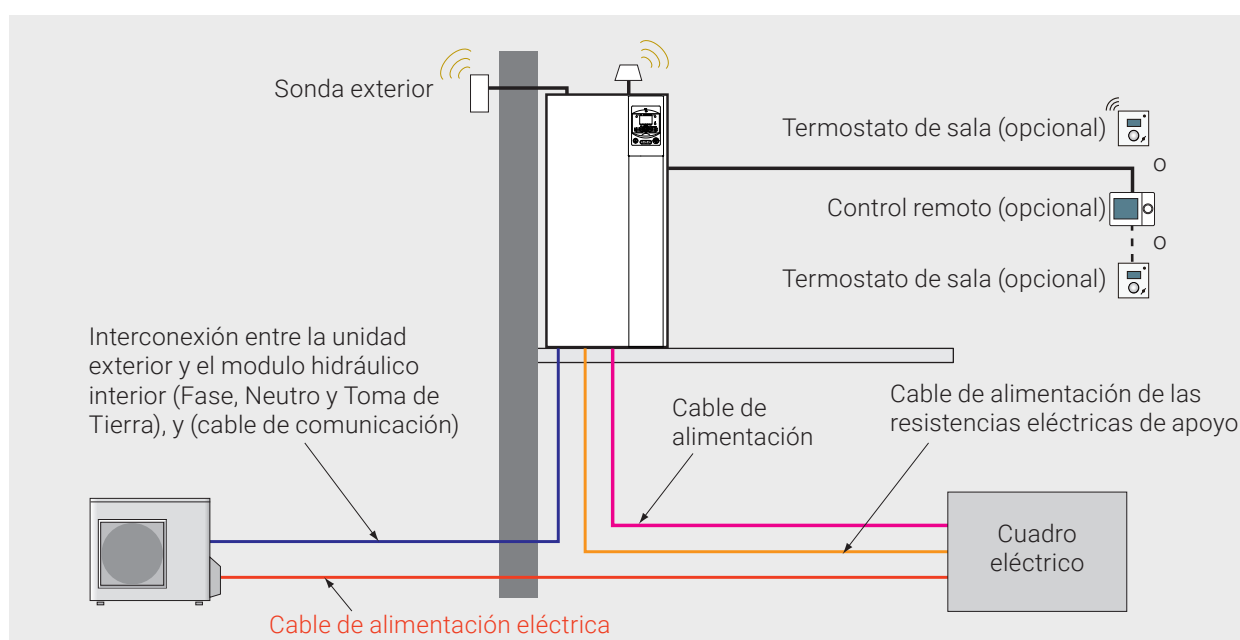 Sonda exterior
Termostato de sala (opcional)
o
Control remoto (opcional)
o
Termostato de sala (opcional)
Interconexión entre la unidad
exterior y el modulo hidráulico
interior (Fase, Neutro y Toma de
Tierra), y (cable de comunicación)
Cable de
alimentación
Cable de alimentación de las
resistencias eléctricas de apoyo
Cuadro
eléctrico
Cable de alimentación eléctrica